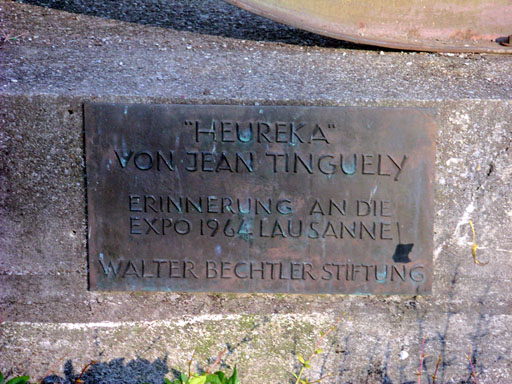 "HEUREKA"
VON JEAN TINGUELY
ERINNERUNG AN DIE
EXPO 1964 LAUSANNE
WALTER BECHTLER STIFTUNG